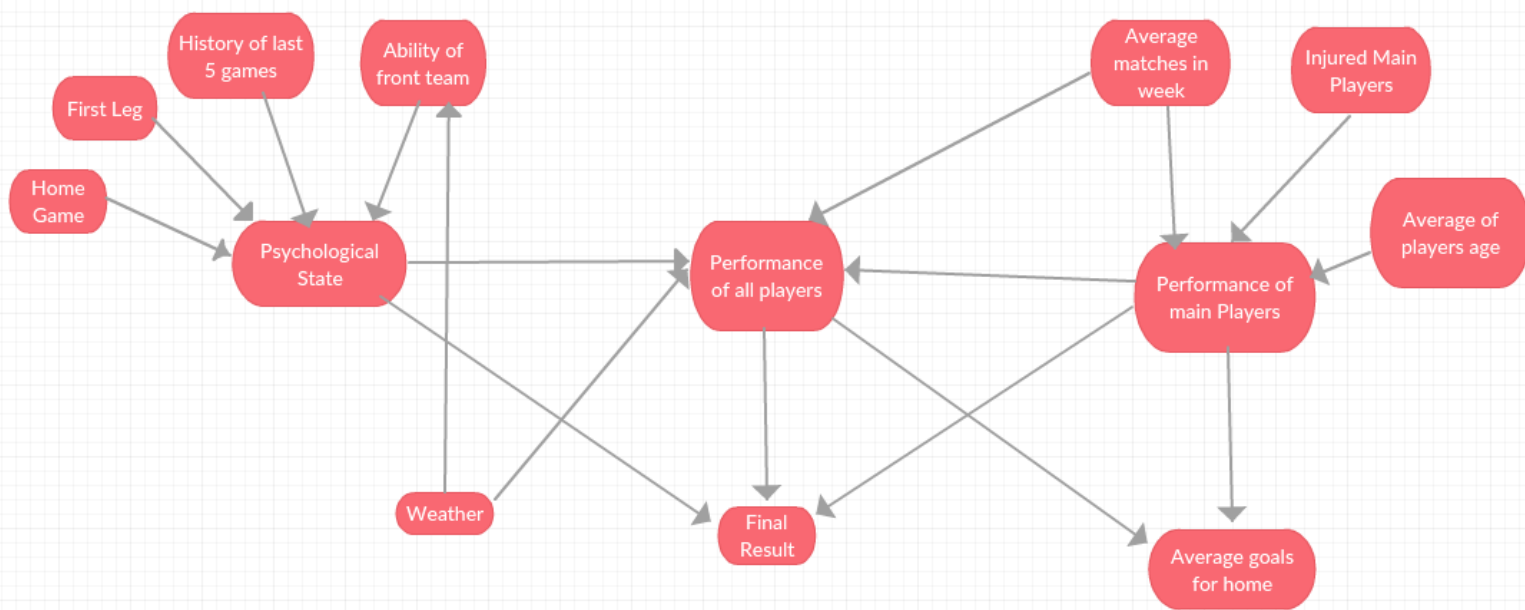 History of last
5 games
Ability of
front team
Average
matches in
week
Injured Main
Players
First Leg
Home
Game
Average of
players age
Psychological
State
Performance
of all players
Performance of
main Players
Weather
Final
Result
Average goals
for home